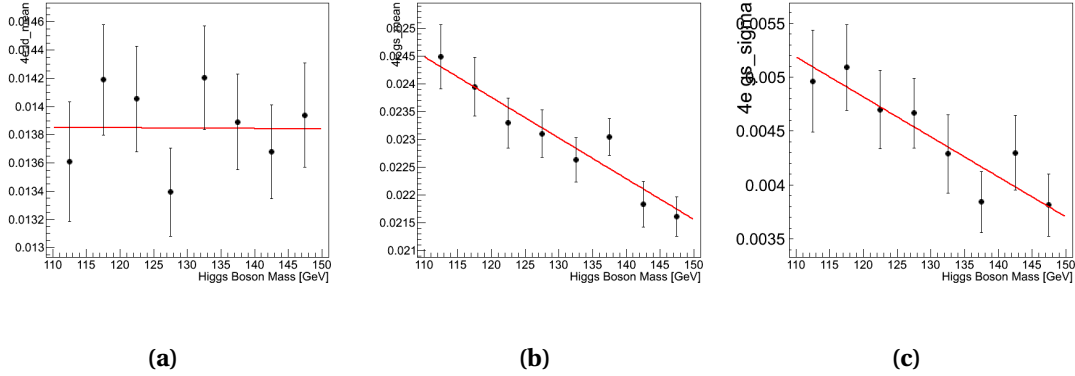 4e ld_mean
0.0146
0.0144
0.0142
0.014
0.0138
0.0136
0.0134
0.0132
0.013
110 115 120 125 130 135 140 145 150
Higgs Boson Mass [GeV]
4e gs_mean
0.025
0.0245
0.024
0.0235
0.023
0.0225
0.022
0.0215
0.021
110 115 120 125 130 135 140 145 150
Higgs Boson Mass [GeV]
4e gs_sigma
0.0055
0.005
0.0045
0.004
0.0035
110 115 120 125 130 135 140 145 150
Higgs Boson Mass [GeV]
(a) (b) (c)